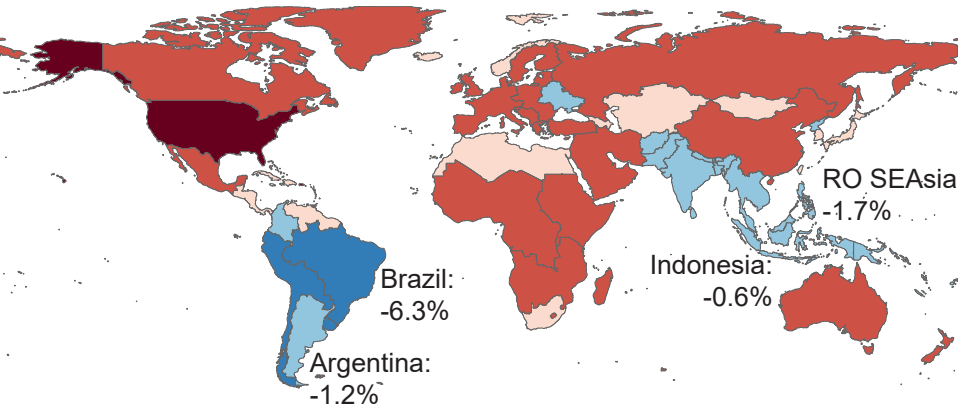 RO SEAsia
-1.7%
Indonesia:
-0.6%
Brazil:
-6.3%
Argentina:
-1.2%